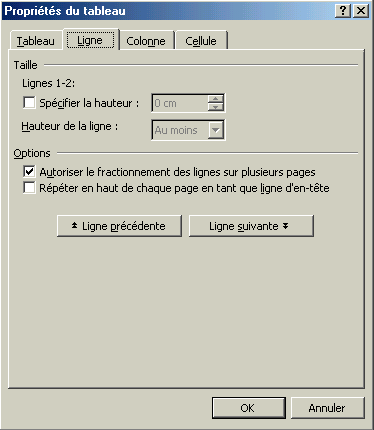 Propriétés du tableau
Tableau Ligne Colonne Cellule
Taille
Lignes 1-2:
Spécifier la hauteur : 0 cm
Hauteur de la ligne : Au moins
Options
Autoriser le fractionnement des lignes sur plusieurs pages
Répéter en haut de chaque page en tant que ligne d'en-tête
Ligne précédente Ligne suivante
OK Annuler